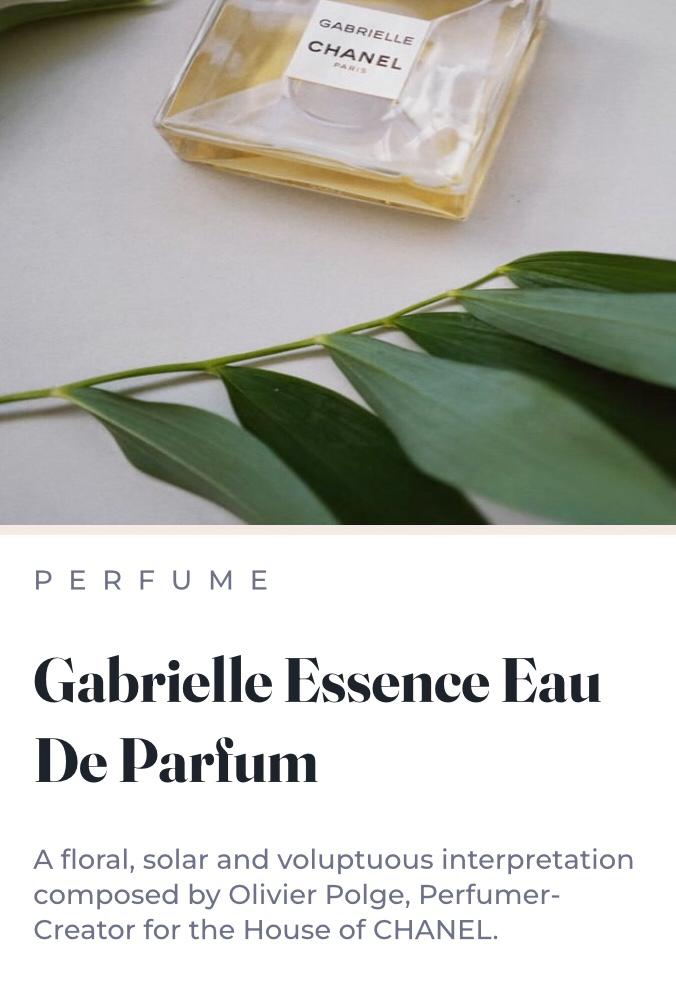 GABRIELLE
CHANEL
PARIS
PERFUME
Gabrielle Essence Eau
De Parfum
A floral, solar and voluptuous interpretation
composed by Olivier Polge, Perfumer-
Creator for the House of CHANEL.